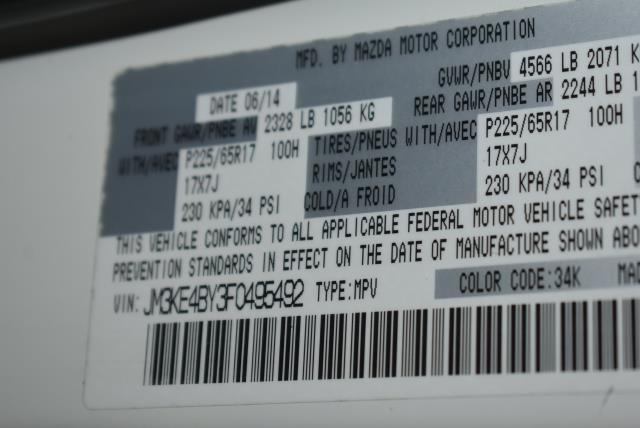 MFD. BY MAZDA MOTOR CORPORATION
DATE 06/14 GVWR/PNBV 4566 LB 2071 K
FRONT GAWR/PNBE AV 2328 LB 1056 KG REAR GAWR/PNBE AR 2244 LB 1
WITH/AVEC P225/65R17 100H TIRES/PNEUS WITH/AVEC P225/65R17 100H
17X7J RIMS/JANTES 17X7J
230 KPA/34 PSI COLD/A FROID 230 KPA/34 PSI
THIS VEHICLE CONFORMS TO ALL APPLICABLE FEDERAL MOTOR VEHICLE SAFET
PREVENTION STANDARDS IN EFFECT ON THE DATE OF MANUFACTURE SHOWN ABO
VIN: JM3KE4BY3F0495492 TYPE:MPV COLOR CODE:34K MA